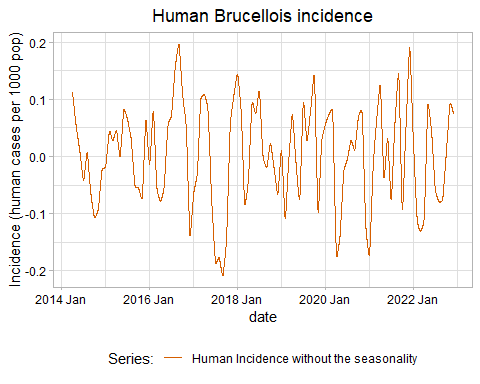 Human Brucellois incidence
Incidence (human cases per 1000 pop)
0.2
0.1
0.0
-0.1
-0.2
2014 Jan 2016 Jan 2018 Jan 2020 Jan 2022 Jan
date
Series: Human Incidence without the seasonality